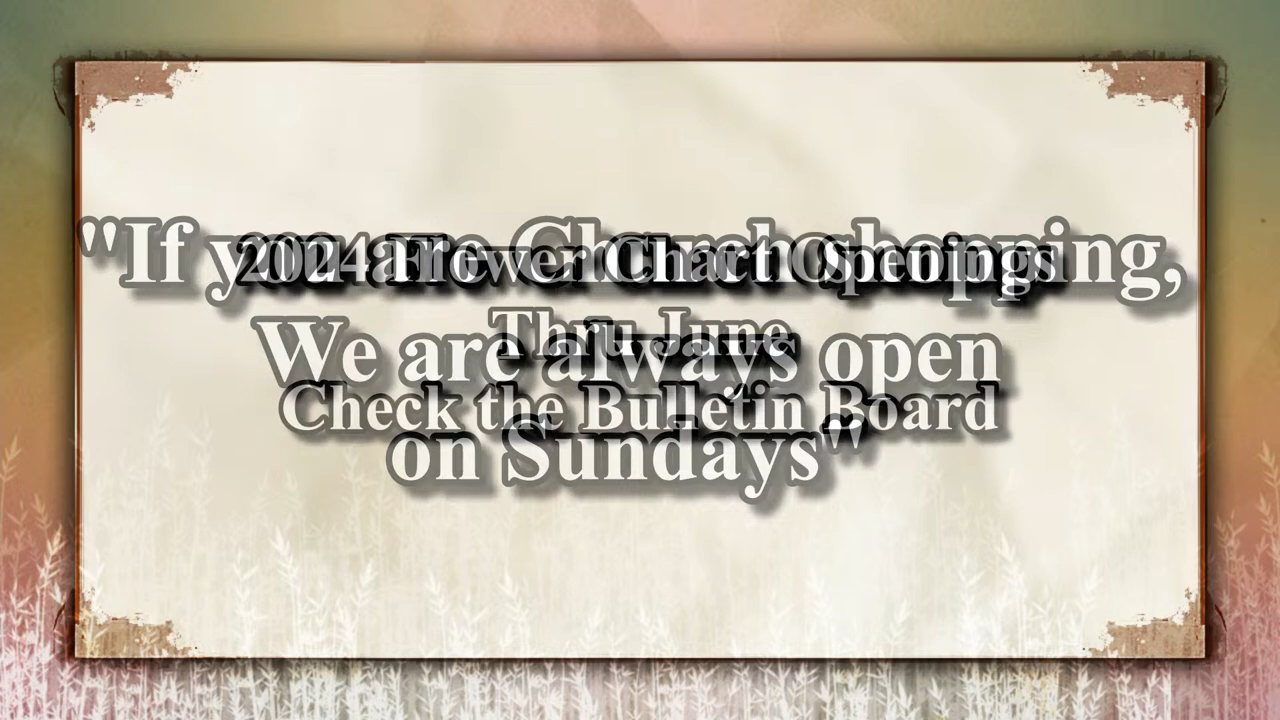 "If you are Church shopping,
We are always open
on Sundays"
2024 Flower Chart Openings
Thru June
Check the Bulletin Board